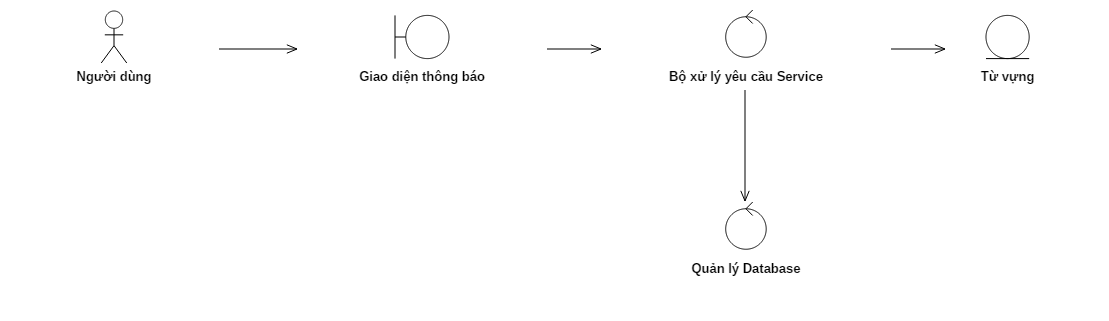 Người dùng
Giao diện thông báo
Bộ xử lý yêu cầu Service
Từ vựng
Quản lý Database